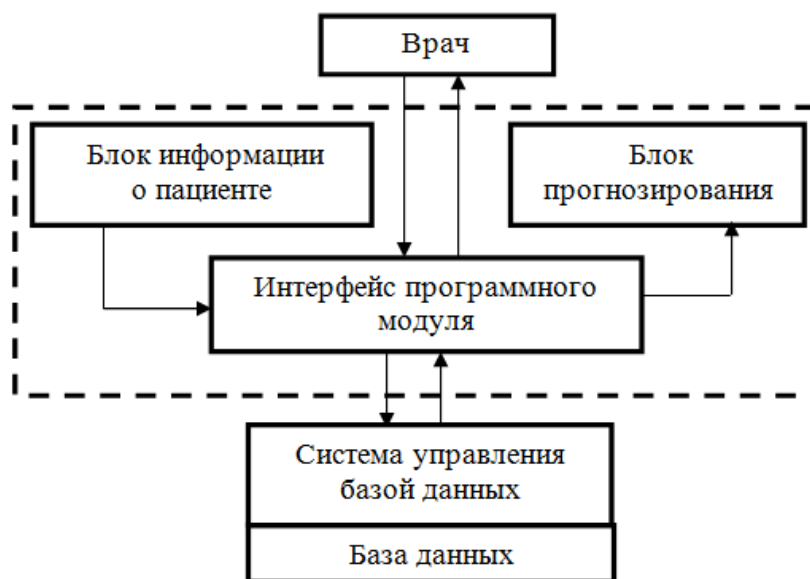 Врач
Блок информации
о пациенте
Блок
прогнозирования
Интерфейс программного
модуля
Система управления
базой данных
База данных